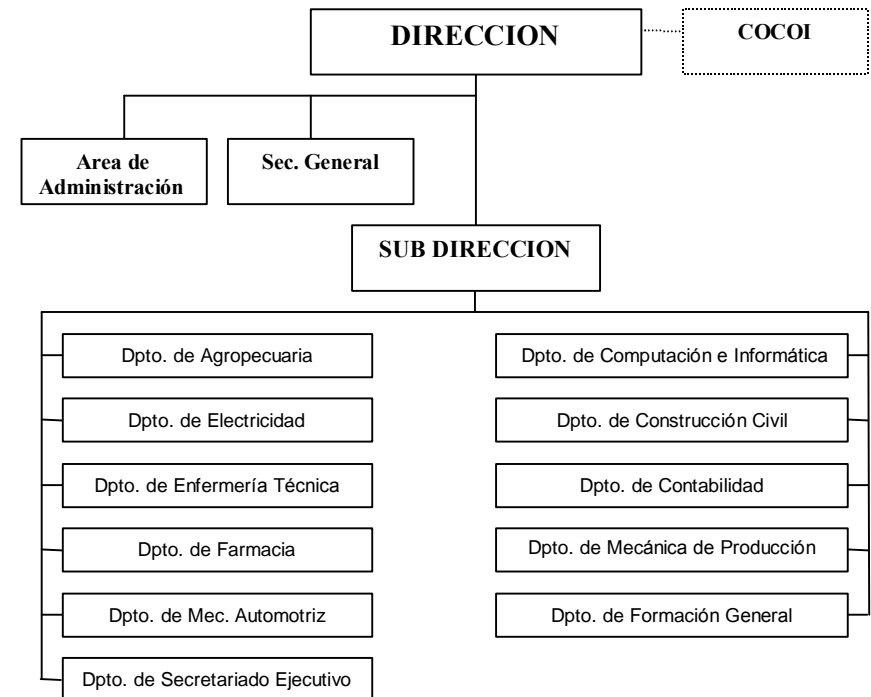 DIRECCION
COCOI
Area de
Administración
Sec. General
SUB DIRECCION
Dpto. de Agropecuaria
Dpto. de Electricidad
Dpto. de Enfermería Técnica
Dpto. de Farmacia
Dpto. de Mec. Automotriz
Dpto. de Secretariado Ejecutivo
Dpto. de Computación e Informática
Dpto. de Construcción Civil
Dpto. de Contabilidad
Dpto. de Mecánica de Producción
Dpto. de Formación General